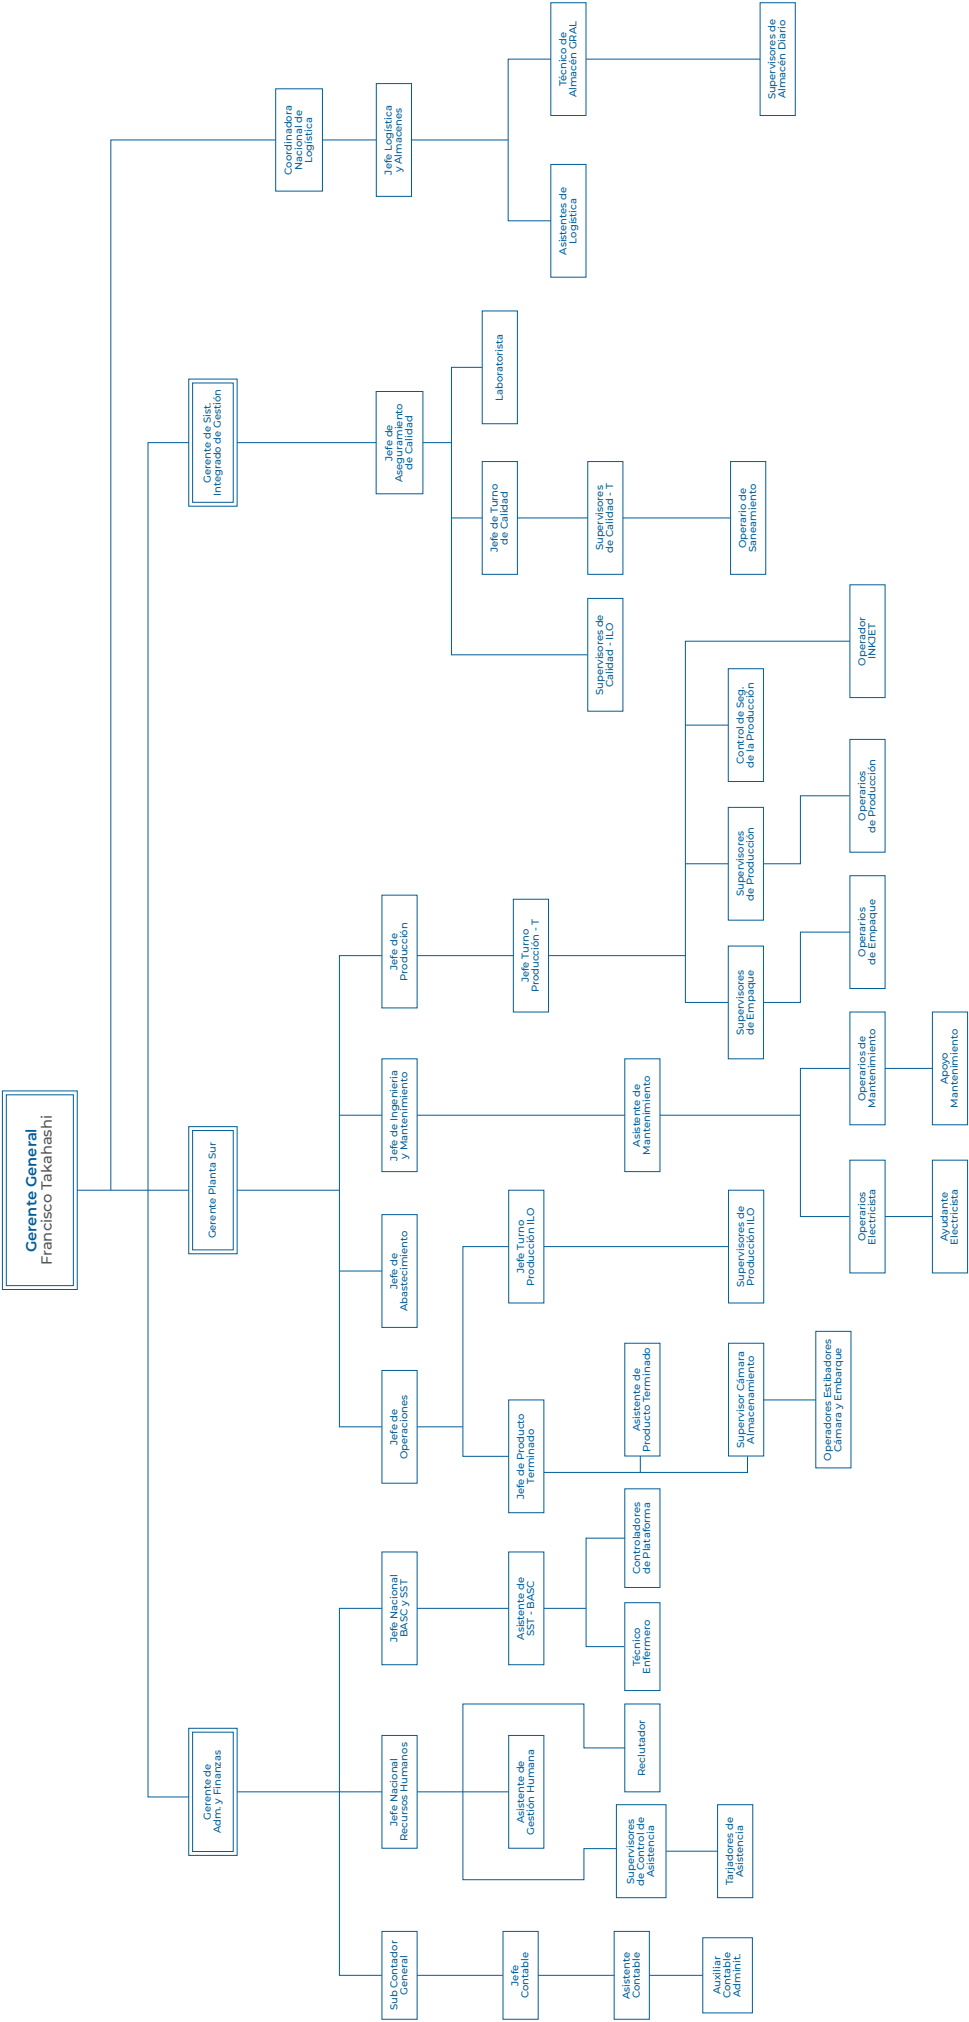 Gerente General
Francisco Takahashi
Gerente de
Adm. y Finanzas
Gerente Planta Sur
Gerente de Sist.
Integrado de Gestión
Coordinadora
Nacional de
Logística
Sub Contador
General
Jefe Nacional
Recursos Humanos
Jefe Nacional
BASC y SST
Jefe de
Operaciones
Jefe de
Abastecimiento
Jefe de Ingenieria
y Mantenimiento
Jefe de
Producción
Jefe de
Aseguramiento
de Calidad
Jefe Logística
y Almacenes
Jefe
Contable
Asistente de
Gestión Humana
Asistente de
SST - BASC
Jefe de Producto
Terminado
Jefe Turno
Producción ILO
Jefe Turno
Producción - T
Jefe de Turno
de Calidad
Laboratorista
Asistentes de
Logística
Técnico de
Almacén GRAL
Asistente
Contable
Supervisores
de Control de
Asistencia
Reclutador
Técnico
Enfermero
Controladores
de Plataforma
Asistente de
Producto Terminado
Asistente de
Mantenimiento
Supervisores de
Calidad - ILO
Supervisores
de Calidad - T
Auxiliar
Contable
Adminit.
Tarjadores de
Asistencia
Supervisor Cámara
Almacenamiento
Supervisores de
Producción ILO
Supervisores
de Empaque
Supervisores
de Producción
Control de Seg.
de la Producción
Operario de
Saneamiento
Supervisores de
Almacén Diario
Operadores Estibadores
Cámara y Embarque
Operarios
Electricista
Operarios de
Mantenimiento
Operarios
de Empaque
Operarios
de Producción
Operador
INKJET
Ayudante
Electricista
Apoyo
Mantenimiento